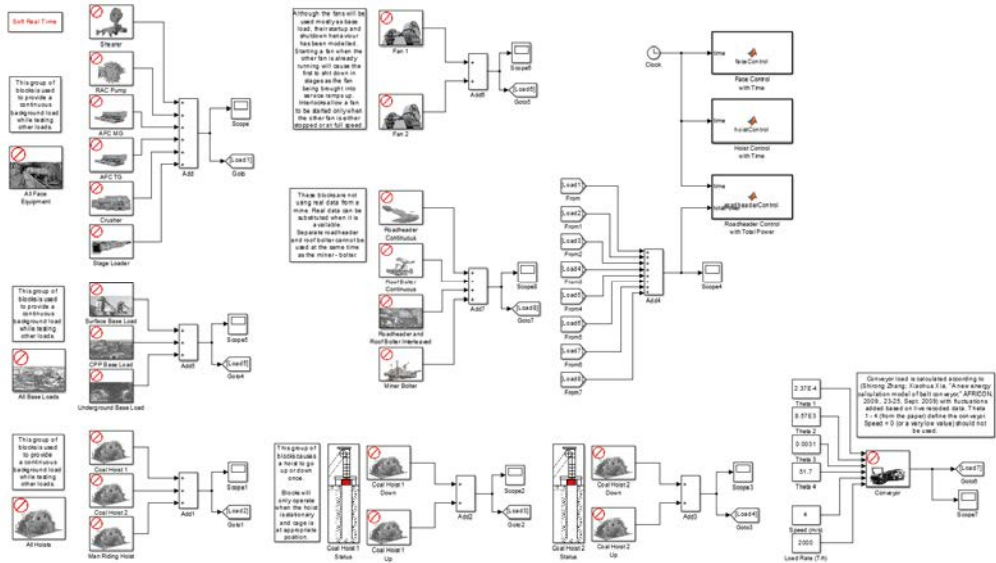 Soft Real Time
This group of
blocks is used
to provide a
continuous
background load
while testing
other loads.
All Face
Equipment
Shearer
RAC Pump
AFC MG
AFC TG
Crusher
Stage Loader
Add
Scope
[Load1]
Goto
Although the fans will be
used mostly as base
load, their startup and
shutdown behaviour
has been modelled.
Starting a fan when the
other fan is already
running will cause the
first to shut down in
stages as the fan
being brought into
service ramps up.
Interlocks allow a fan
to be started only when
the other fan is either
stopped or at full speed.
Fan 1
Fan 2
Add6
Scope6
[Load6]
Goto5
Clock
time
faceControl
Face Control
with Time
time
hoistControl
Hoist Control
with Time
time
roadheaderControl
Roadheader Control
with Total Power
These blocks are not
using real data from a
mine. Real data can be
substituted when it is
available.
Separate roadheader
and roof bolter cannot be
used at the same time
as the miner - bolter.
Roadheader
Continuous
Roof Bolter
Continuous
Roadheader and
Roof Bolter Interleaved
Miner Bolter
Add7
Scope8
[Load8]
Goto7
[Load1]
From
[Load2]
From1
[Load3]
From2
[Load4]
From3
[Load5]
From4
[Load6]
From5
[Load7]
From6
[Load8]
From7
Add4
Scope4
This group of
blocks is used
to provide a
continuous
background load
while testing
other loads.
All Base Loads
Surface Base Load
CPP Base Load
Underground Base Load
Add5
Scope5
[Load5]
Goto4
This group of
blocks is used
to provide
a continuous
background load
while testing
other loads.
All Hoists
Coal Hoist 1
Coal Hoist 2
Man Riding Hoist
Add1
Scope1
[Load2]
Goto1
This group of
blocks causes
a hoist to go
up or down
once.
Blocks will
only operate
when the hoist
is stationary
and cage is
at appropriate
position.
Coal Hoist 1
Status
Coal Hoist 1
Down
Coal Hoist 1
Up
Add2
Scope2
[Load3]
Goto2
Coal Hoist 2
Status
Coal Hoist 2
Down
Coal Hoist 2
Up
Add3
Scope3
[Load4]
Goto3
Conveyor load is calculated according to
(Shirong Zhang; Xiaohua Xia, "A new energy
calculation model of belt conveyor," AFRICON,
2009., 23-25, Sept. 2009) with fluctuations
added based on live recoded data. Theta
1 - 4 (from the paper) define the conveyor.
Speed = 0 (or a very low value) should not
be used.
2.37E-4
Theta 1
8.57E3
Theta 2
0.0031
Theta 3
51.7
Theta 4
4
Speed (m/s)
2005
Load Rate (T/h)
Conveyor
[Load7]
Goto6
Scope7